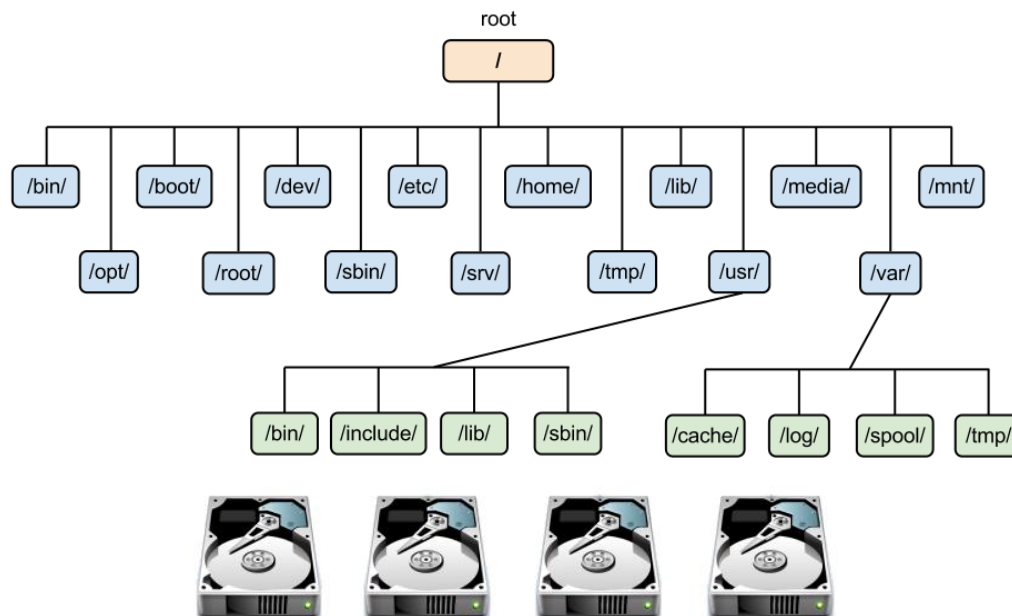 root
/
/bin/ /boot/ /dev/ /etc/ /home/ /lib/ /media/ /mnt/
/opt/ /root/ /sbin/ /srv/ /tmp/ /usr/ /var/
/bin/ /include/ /lib/ /sbin/ /cache/ /log/ /spool/ /tmp/